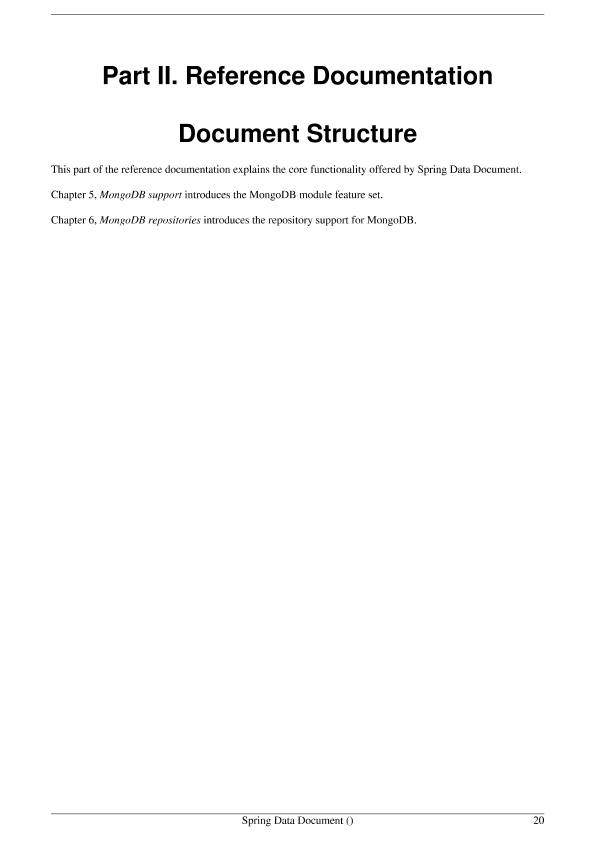 Part II. Reference Documentation
Document Structure
This part of the reference documentation explains the core functionality offered by Spring Data Document.
Chapter 5, MongoDB support introduces the MongoDB module feature set.
Chapter 6, MongoDB repositories introduces the repository support for MongoDB.
Spring Data Document ()
20